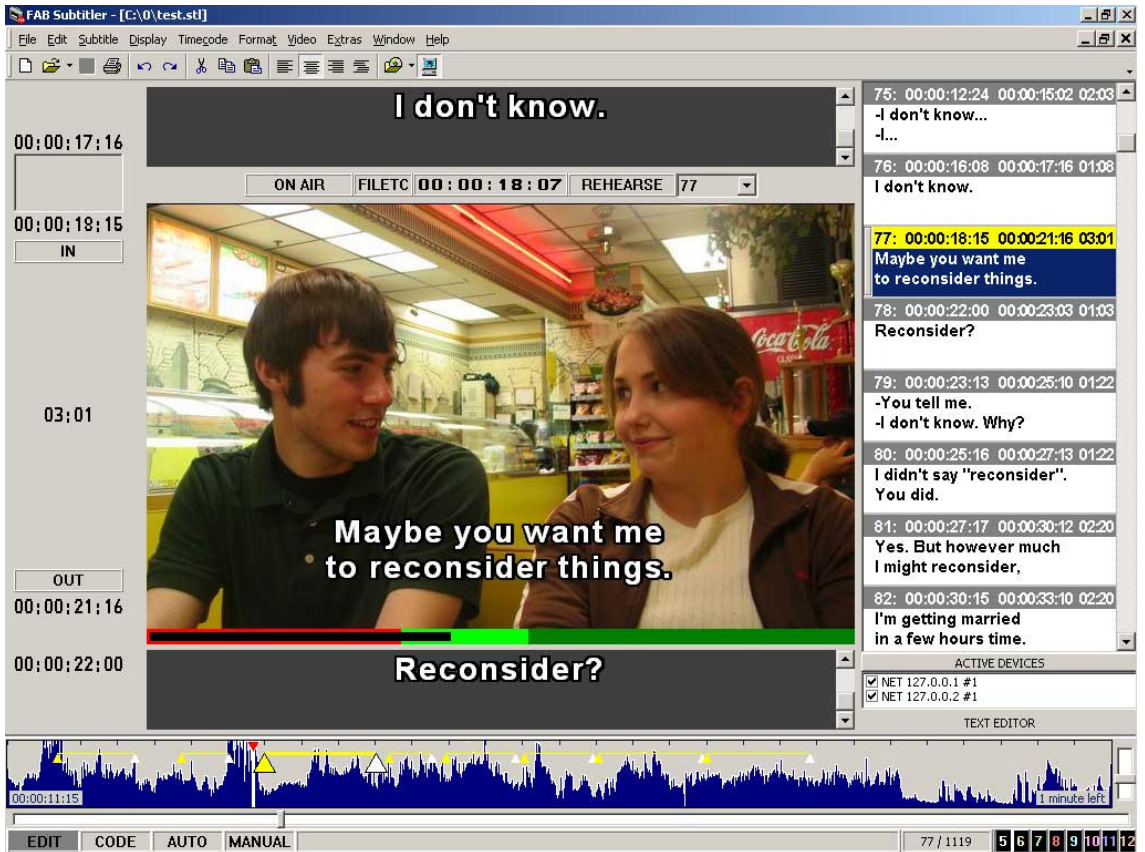 FAB Subtitler - [C:\0\test.stl]
File Edit Subtitle Display Timecode Format Video Extras Window Help
I don't know.
00:00:17:16
00:00:18:15
IN
03:01
OUT
00:00:21:16
00:00:22:00
ON AIR FILETC 00:00:18:07 REHEARSE 77
Coca-Cola
CLASSIC
Maybe you want me
to reconsider things.
Reconsider?
75: 00:00:12:24 00:00:15:02 02:03
-I don't know...
-I...
76: 00:00:16:08 00:00:17:16 01:08
I don't know.
77: 00:00:18:15 00:00:21:16 03:01
Maybe you want me
to reconsider things.
78: 00:00:22:00 00:00:23:03 01:03
Reconsider?
79: 00:00:23:13 00:00:25:10 01:22
-You tell me.
-I don't know. Why?
80: 00:00:25:16 00:00:27:13 01:22
I didn't say "reconsider".
You did.
81: 00:00:27:17 00:00:30:12 02:20
Yes. But however much
I might reconsider,
82: 00:00:30:15 00:00:33:10 02:20
I'm getting married
in a few hours time.
ACTIVE DEVICES
NET 127.0.0.1 #1
NET 127.0.0.2 #1
TEXT EDITOR
00:00:11:15
1 minute left
EDIT CODE AUTO MANUAL 77 / 1119 5 6 7 8 9 10 11 12